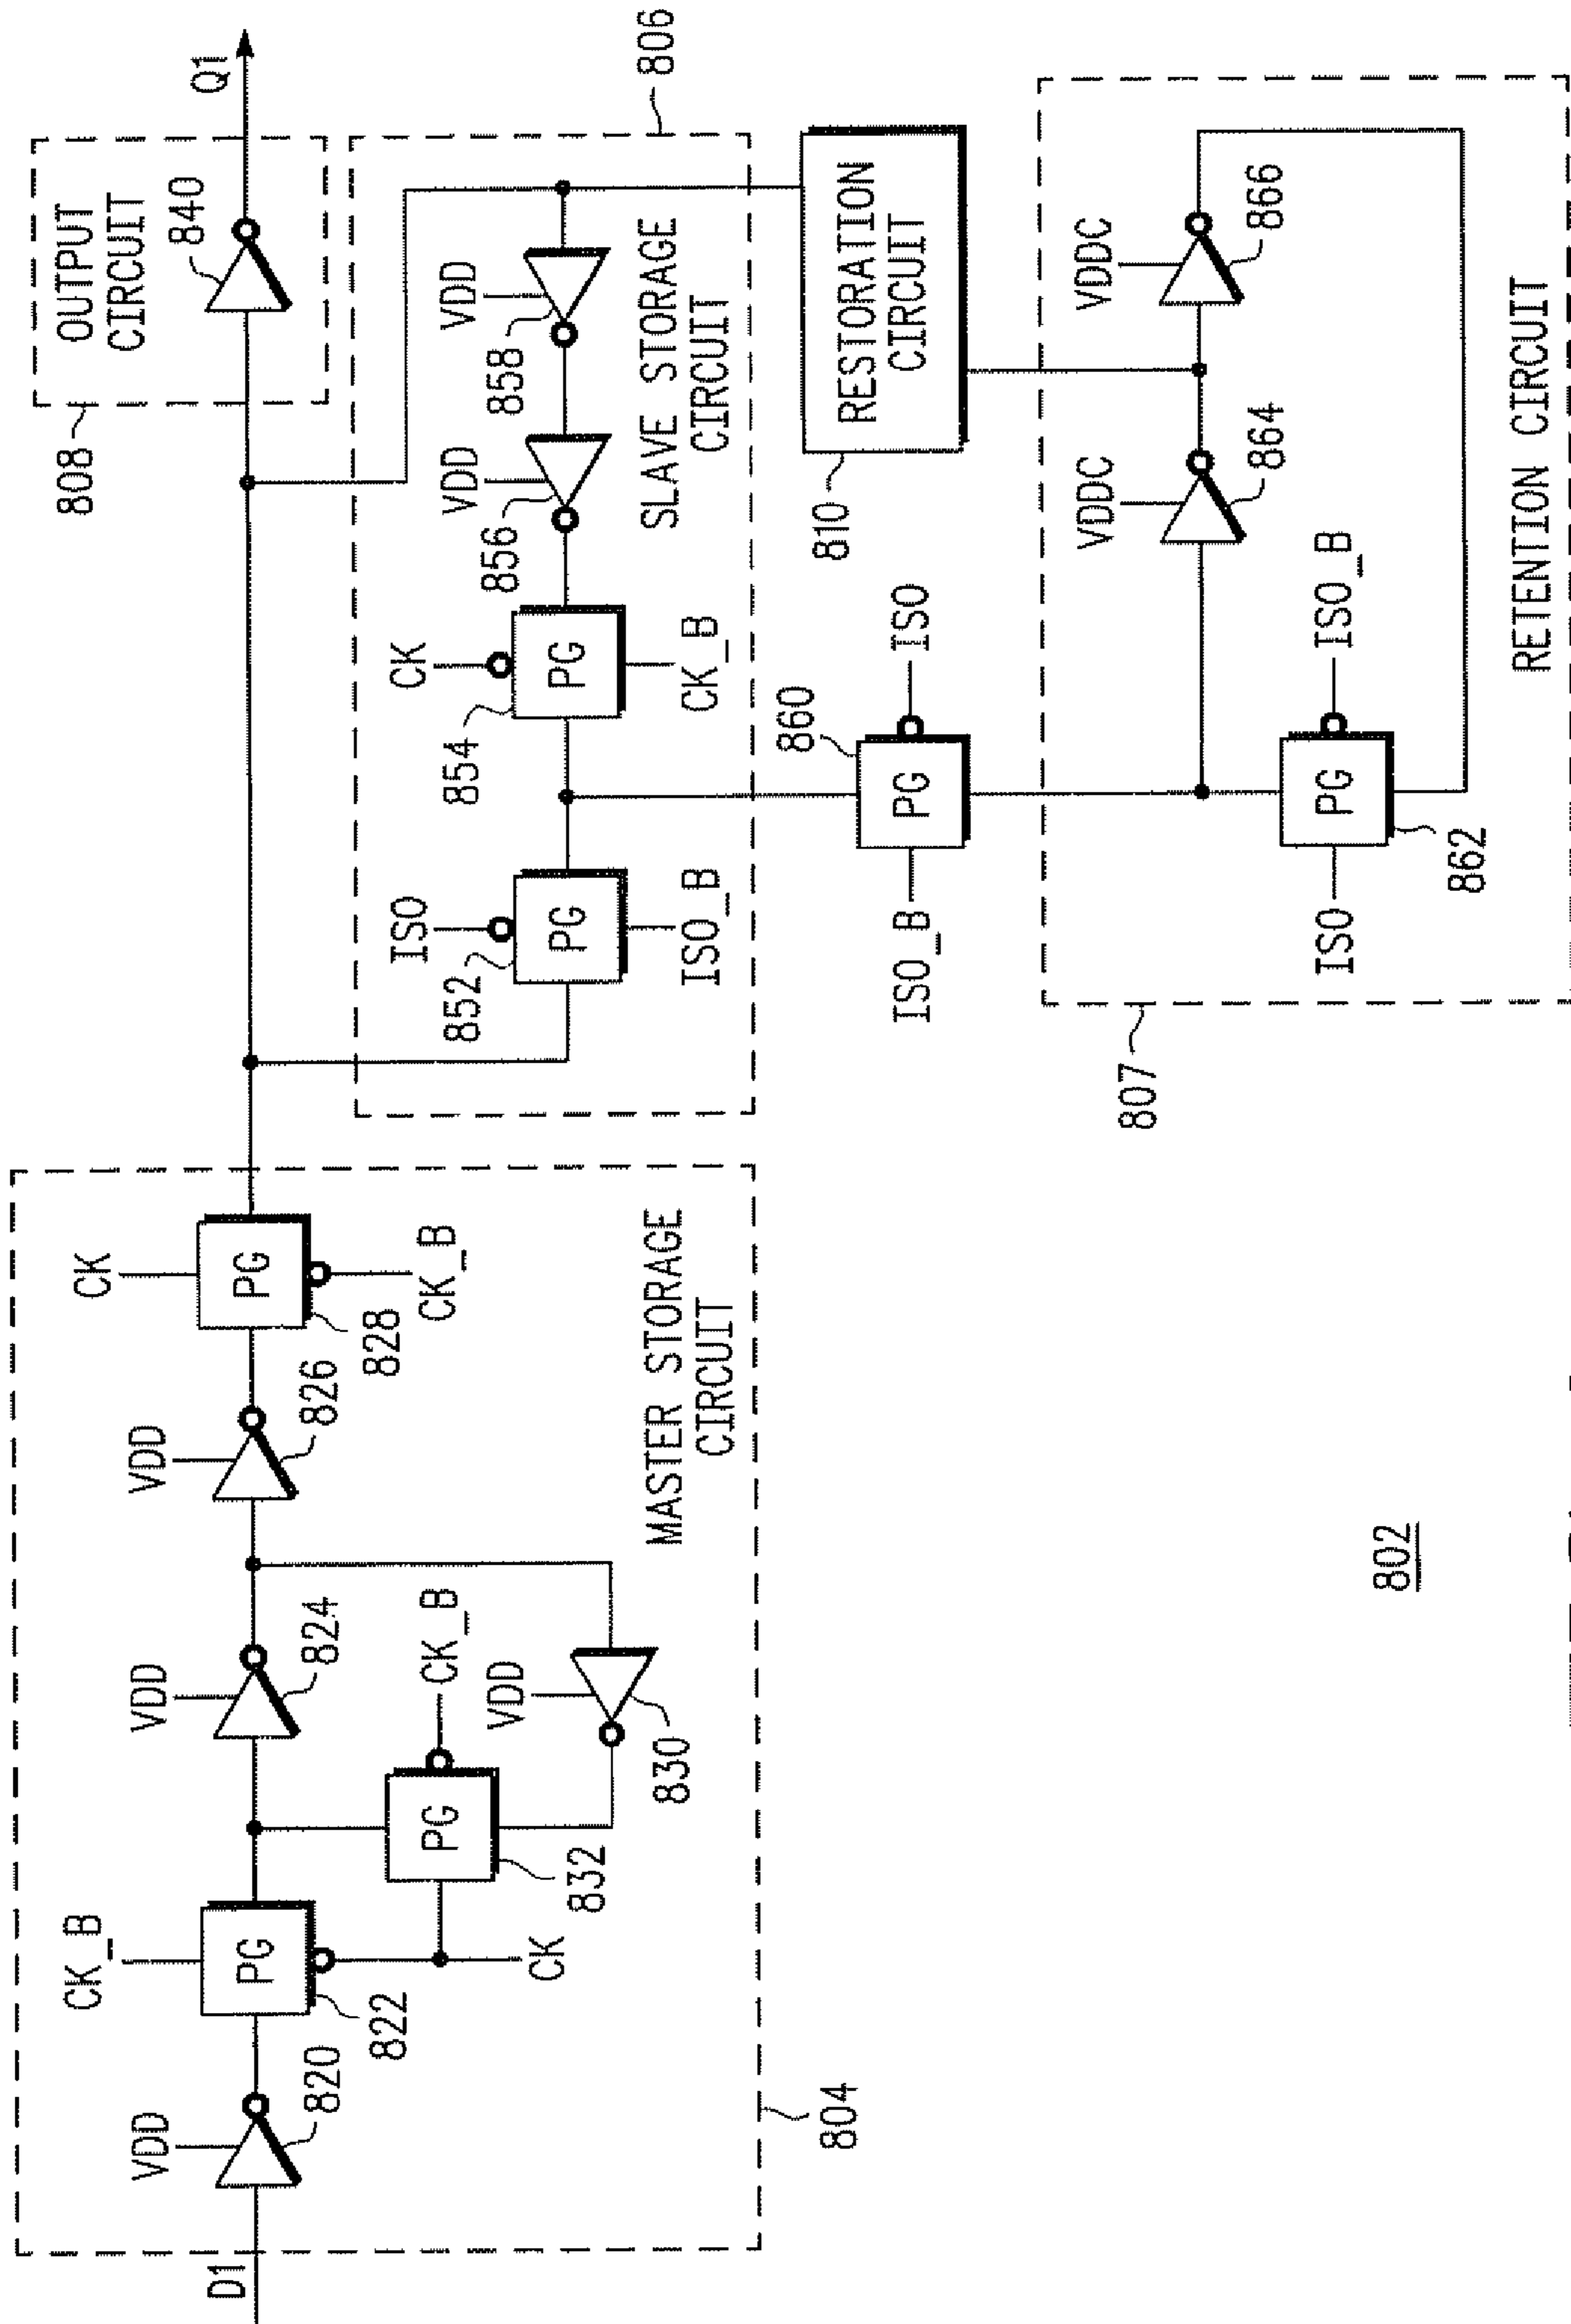 D1
VDD
820
CK_B
PG
822
CK
VDD
824
PG
832
CK_B
VDD
830
VDD
826
CK
PG
828
CK_B
MASTER STORAGE
CIRCUIT
804
OUTPUT
CIRCUIT
840
808
Q1
ISO
PG
852
ISO_B
CK
PG
854
CK_B
VDD
856
VDD
858
SLAVE STORAGE
CIRCUIT
806
PG
860
ISO
ISO_B
RESTORATION
CIRCUIT
810
VDDC
864
VDDC
866
PG
862
ISO
ISO_B
RETENTION CIRCUIT
807
802